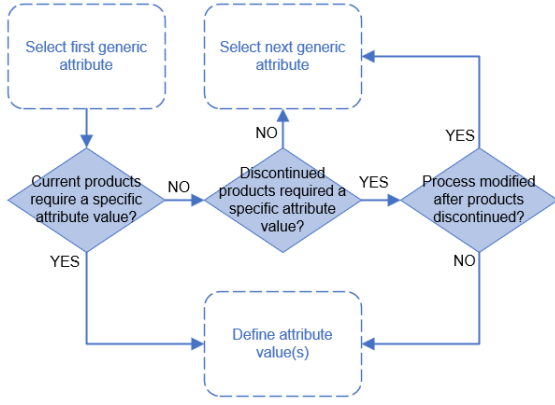 Select first generic
attribute
Select next generic
attribute
NO
YES
Current products
require a specific
attribute value?
NO
Discontinued
products required a
specific attribute
value?
YES
Process modified
after products
discontinued?
YES
NO
Define attribute
value(s)